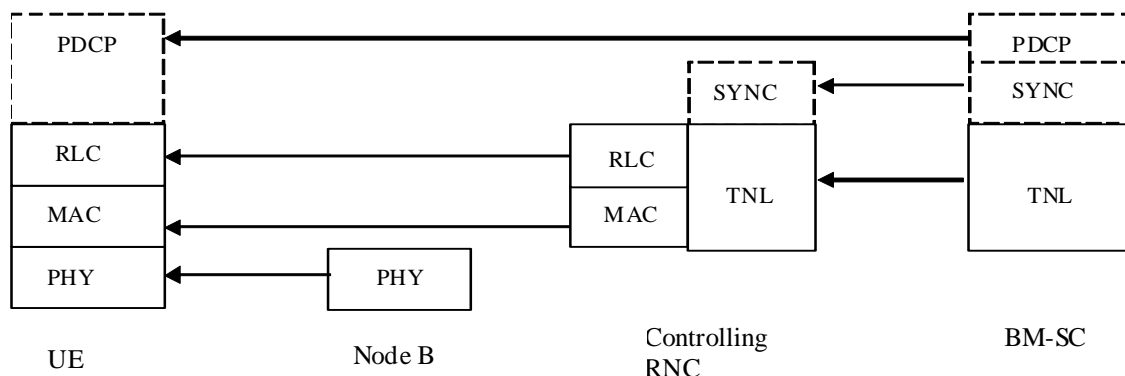 PDCP PDCP
SYNC SYNC
RLC RLC
TNL TNL
MAC MAC
PHY PHY
UE Node B Controlling BM-SC
RNC